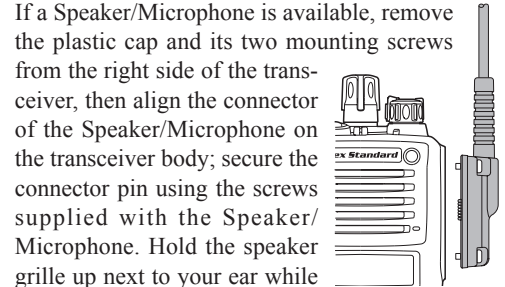 If a Speaker/Microphone is available, remove
the plastic cap and its two mounting screws
from the right side of the trans-
ceiver, then align the connector
of the Speaker/Microphone on
the transceiver body; secure the
connector pin using the screws
supplied with the Speaker/
Microphone. Hold the speaker
grille up next to your ear while
ex Standard